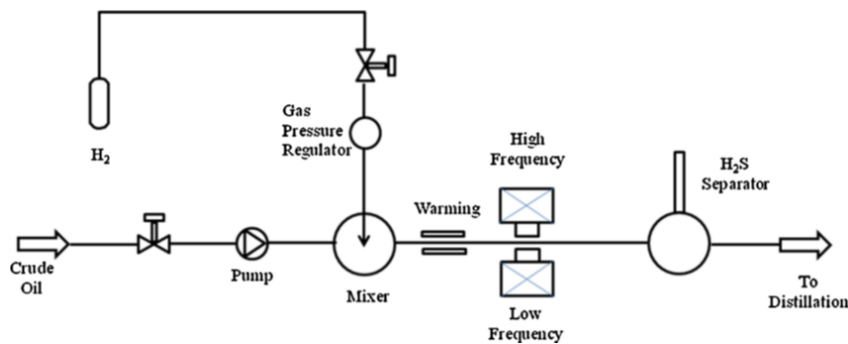 H₂
Gas
Pressure
Regulator
High
Frequency
H₂S
Separator
Warming
Crude
Oil
Pump
Mixer
Low
Frequency
To
Distillation